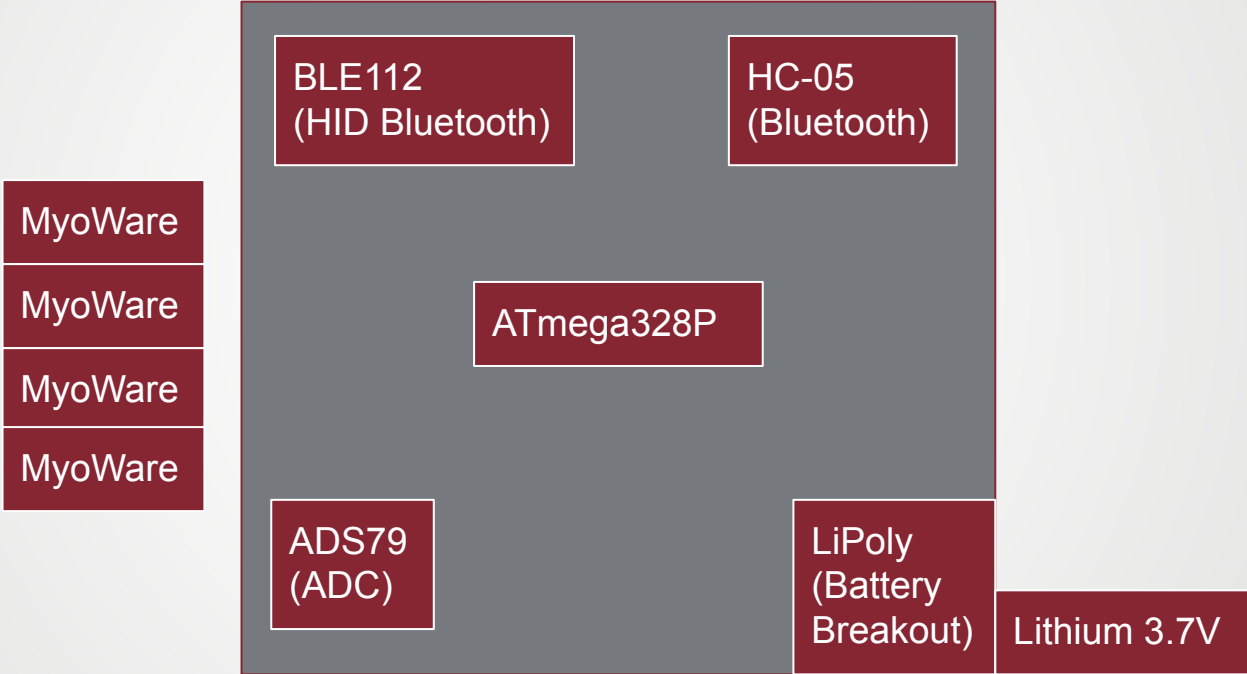 BLE112
(HID Bluetooth)
HC-05
(Bluetooth)
MyoWare
MyoWare
MyoWare
MyoWare
ATmega328P
ADS79
(ADC)
LiPoly
(Battery
Breakout)
Lithium 3.7V